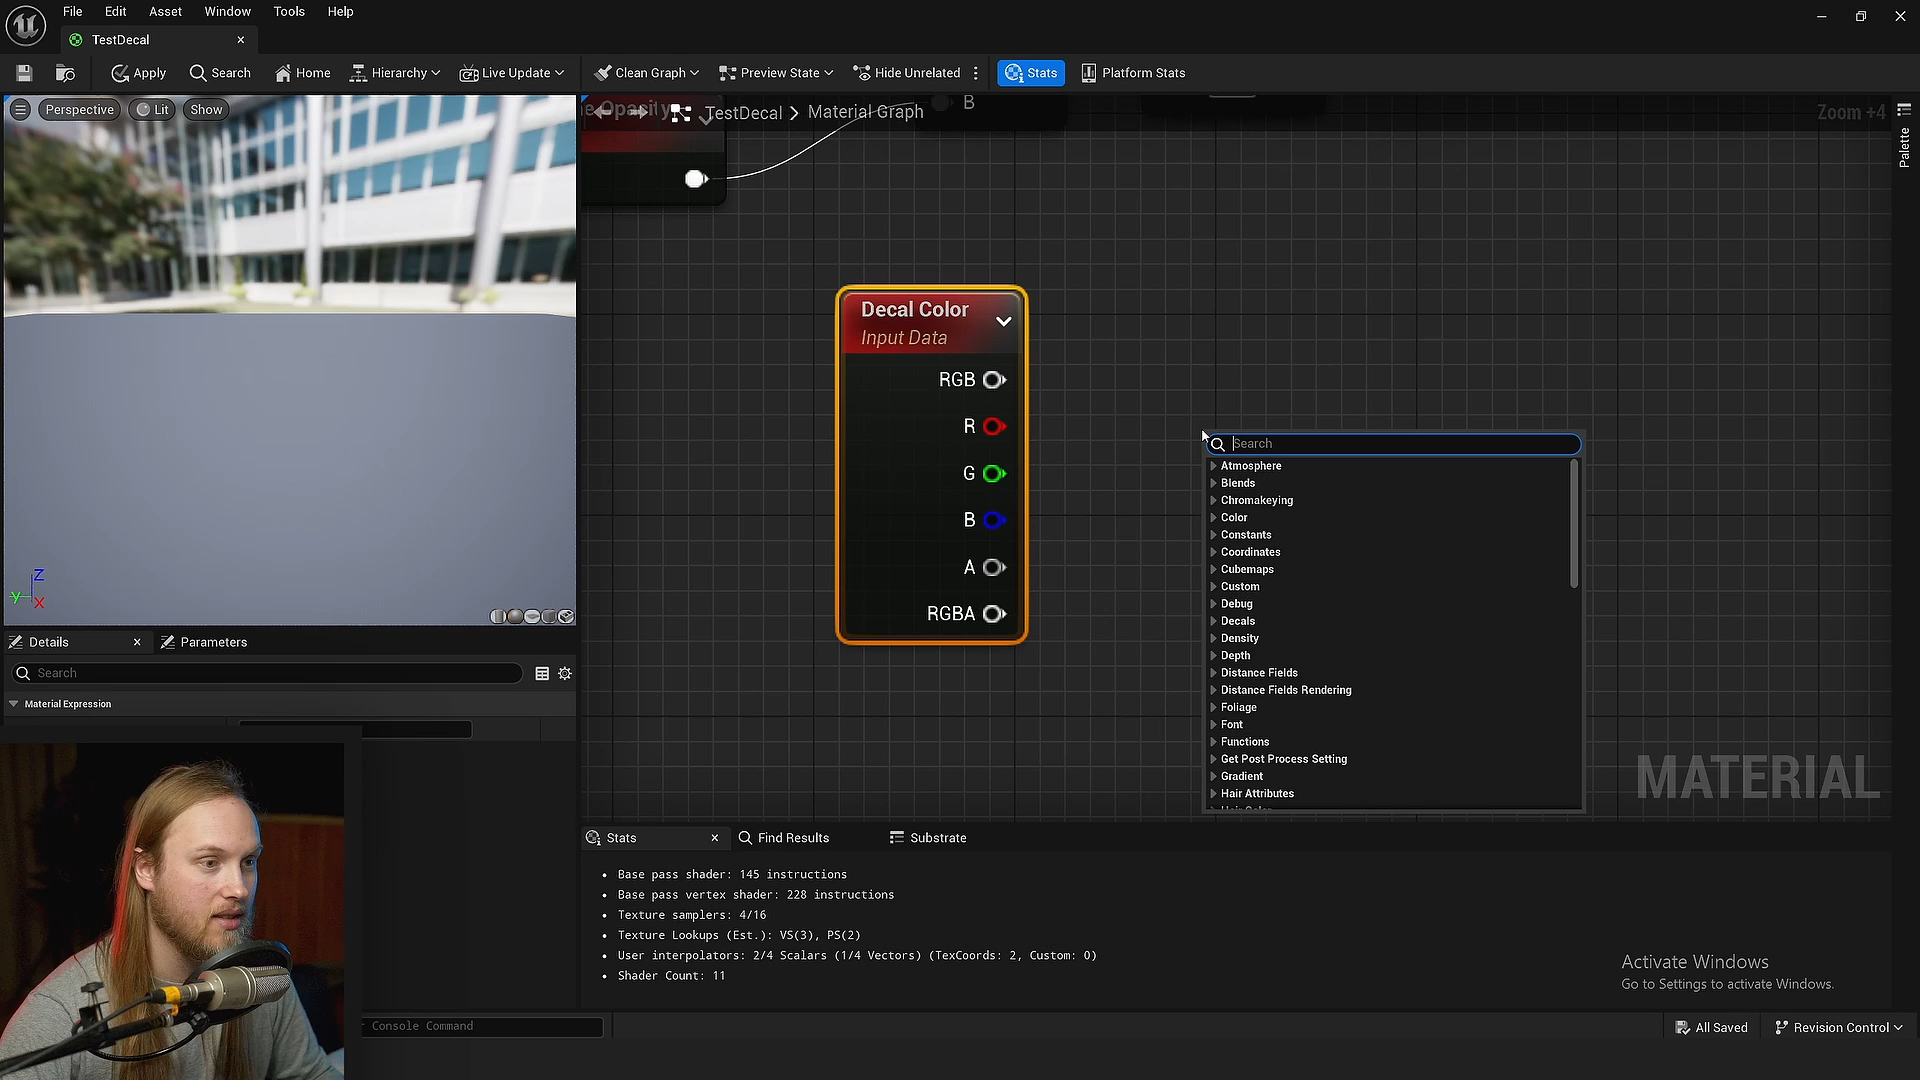 File Edit Asset Window Tools Help
TestDecal
Apply Search Home Hierarchy Live Update Clean Graph Preview State Hide Unrelated Stats Platform Stats
Perspective Lit Show
TestDecal > Material Graph
B
Zoom +4
Palette
Decal Color
Input Data
RGB
R
G
B
A
RGBA
Search
Atmosphere
Blends
Chromakeying
Color
Constants
Coordinates
Cubemaps
Custom
Debug
Decals
Density
Depth
Distance Fields
Distance Fields Rendering
Foliage
Font
Functions
Get Post Process Setting
Gradient
Hair Attributes
MATERIAL
Z
Y
X
Details Parameters
Search
Material Expression
Stats Find Results Substrate
• Base pass shader: 145 instructions
• Base pass vertex shader: 228 instructions
• Texture samplers: 4/16
• Texture Lookups (Est.): VS(3), PS(2)
• User interpolators: 2/4 Scalars (1/4 Vectors) (TexCoords: 2, Custom: 0)
• Shader Count: 11
Activate Windows
Go to Settings to activate Windows.
Console Command
All Saved Revision Control